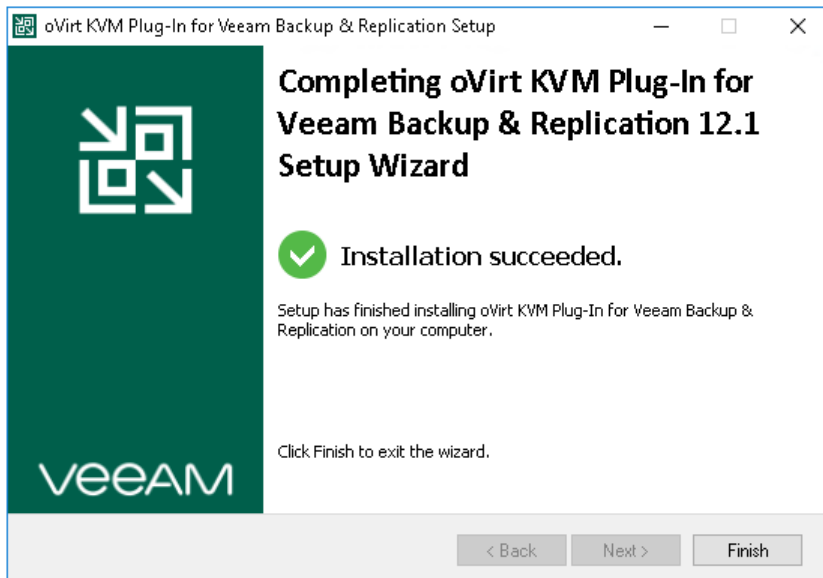 oVirt KVM Plug-In for Veeam Backup & Replication Setup
Completing oVirt KVM Plug-In for
Veeam Backup & Replication 12.1
Setup Wizard
Installation succeeded.
Setup has finished installing oVirt KVM Plug-In for Veeam Backup &
Replication on your computer.
Click Finish to exit the wizard.
veeAM
< Back
Next >
Finish